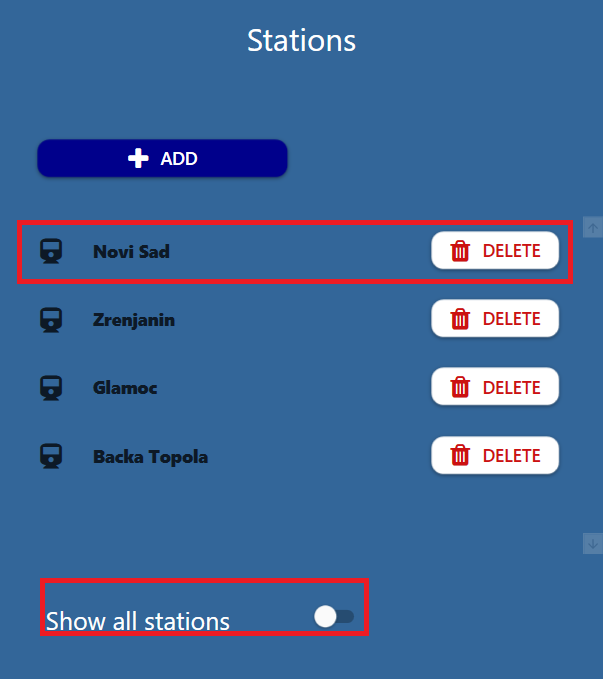 Stations
ADD
Novi Sad DELETE
Zrenjanin DELETE
Glamoc DELETE
Backa Topola DELETE
Show all stations